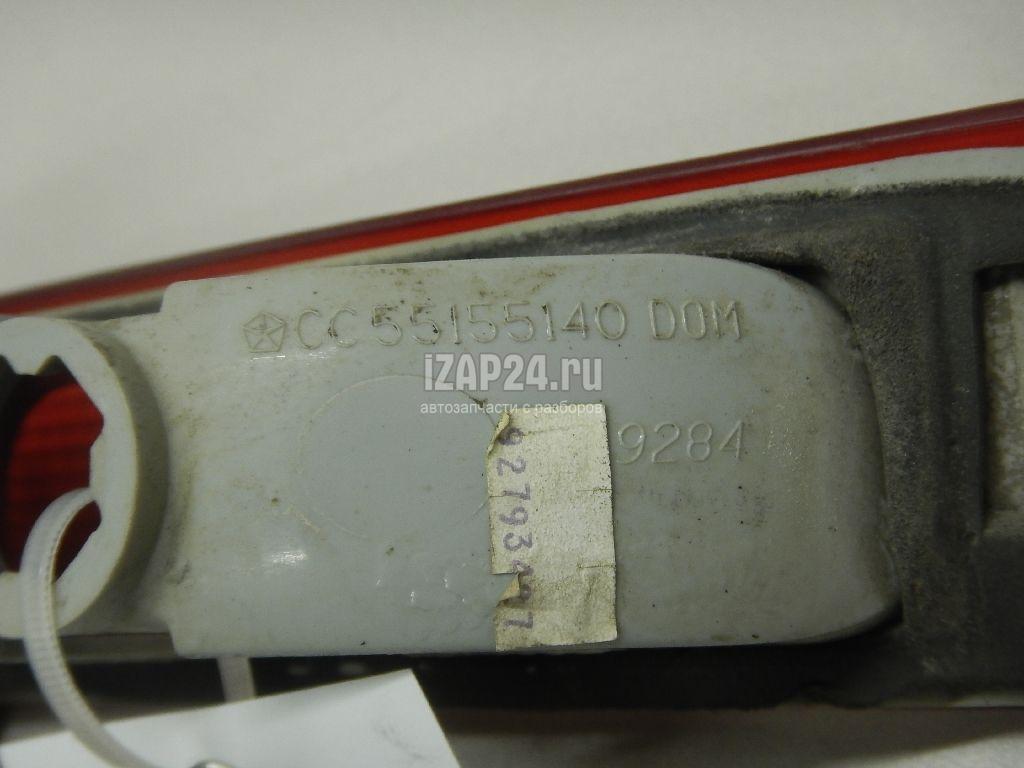 CC 55155140 DOM
iZAP24.ru
автозапчасти с разборов
9284